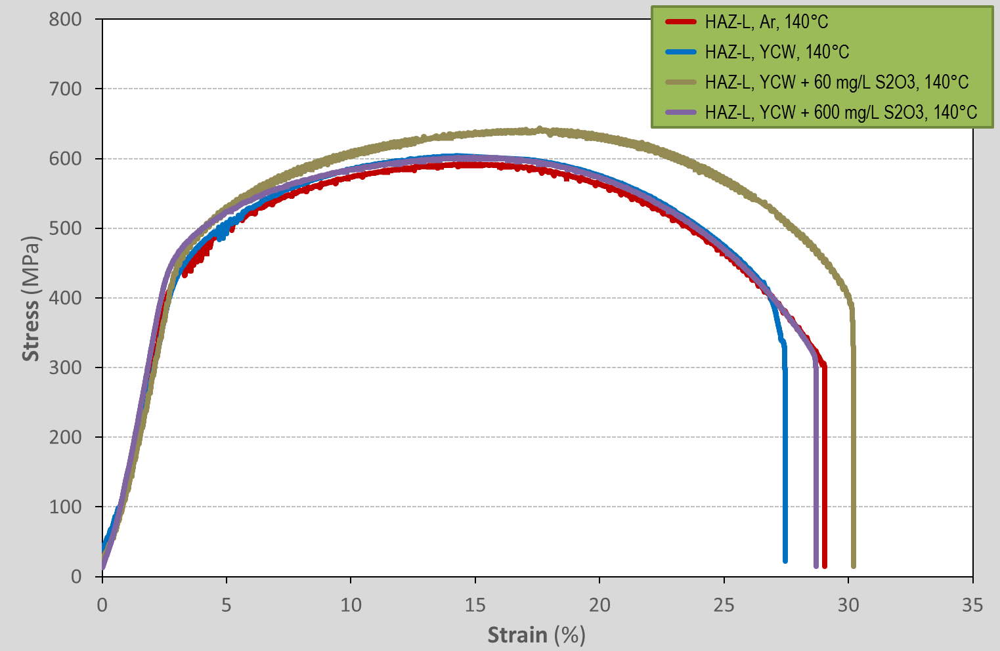 800
700
600
500
400
300
200
100
0
Stress (MPa)
0 5 10 15 20 25 30 35
Strain (%)
HAZ-L, Ar, 140°C
HAZ-L, YCW, 140°C
HAZ-L, YCW + 60 mg/L S2O3, 140°C
HAZ-L, YCW + 600 mg/L S2O3, 140°C